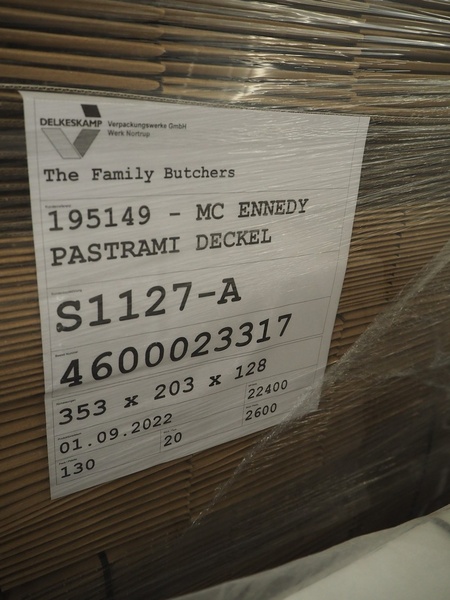 DELKESKAMP
Verpackungswerke GmbH
Werk Nortrup
The Family Butchers
195149 - MC ENNEDY
PASTRAMI DECKEL
S1127-A
4600023317
353 x 203 x 128
01.09.2022
22400
130
20
2600